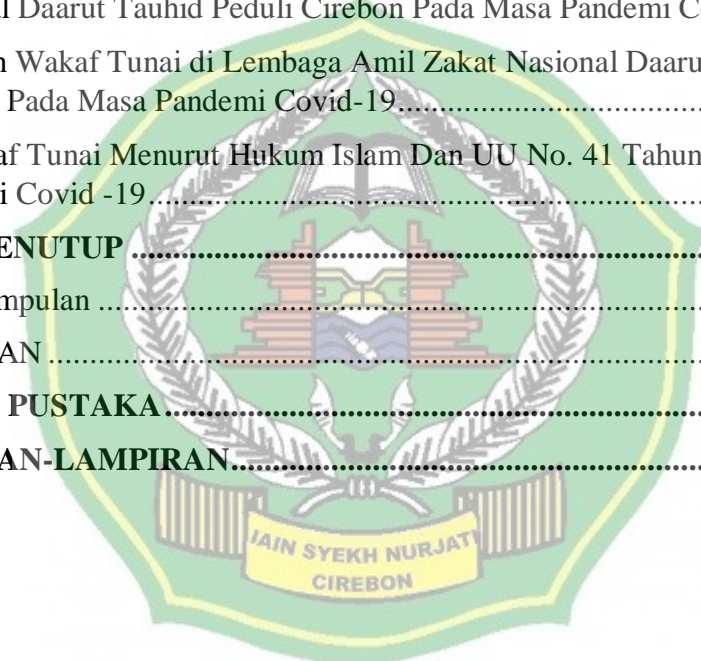 l Daarut Tauhid Peduli Cirebon Pada Masa Pandemi Co
n Wakaf Tunai di Lembaga Amil Zakat Nasional Daaru
Pada Masa Pandemi Covid-19...............................
af Tunai Menurut Hukum Islam Dan UU No. 41 Tahun
i Covid -19.......................................................................
ENUTUP .......................................................................
mpulan ..........................................................................
AN ................................................................................
PUSTAKA....................................................................
AN-LAMPIRAN..........................................................
IAIN SYEKH NURJATI
CIREBON